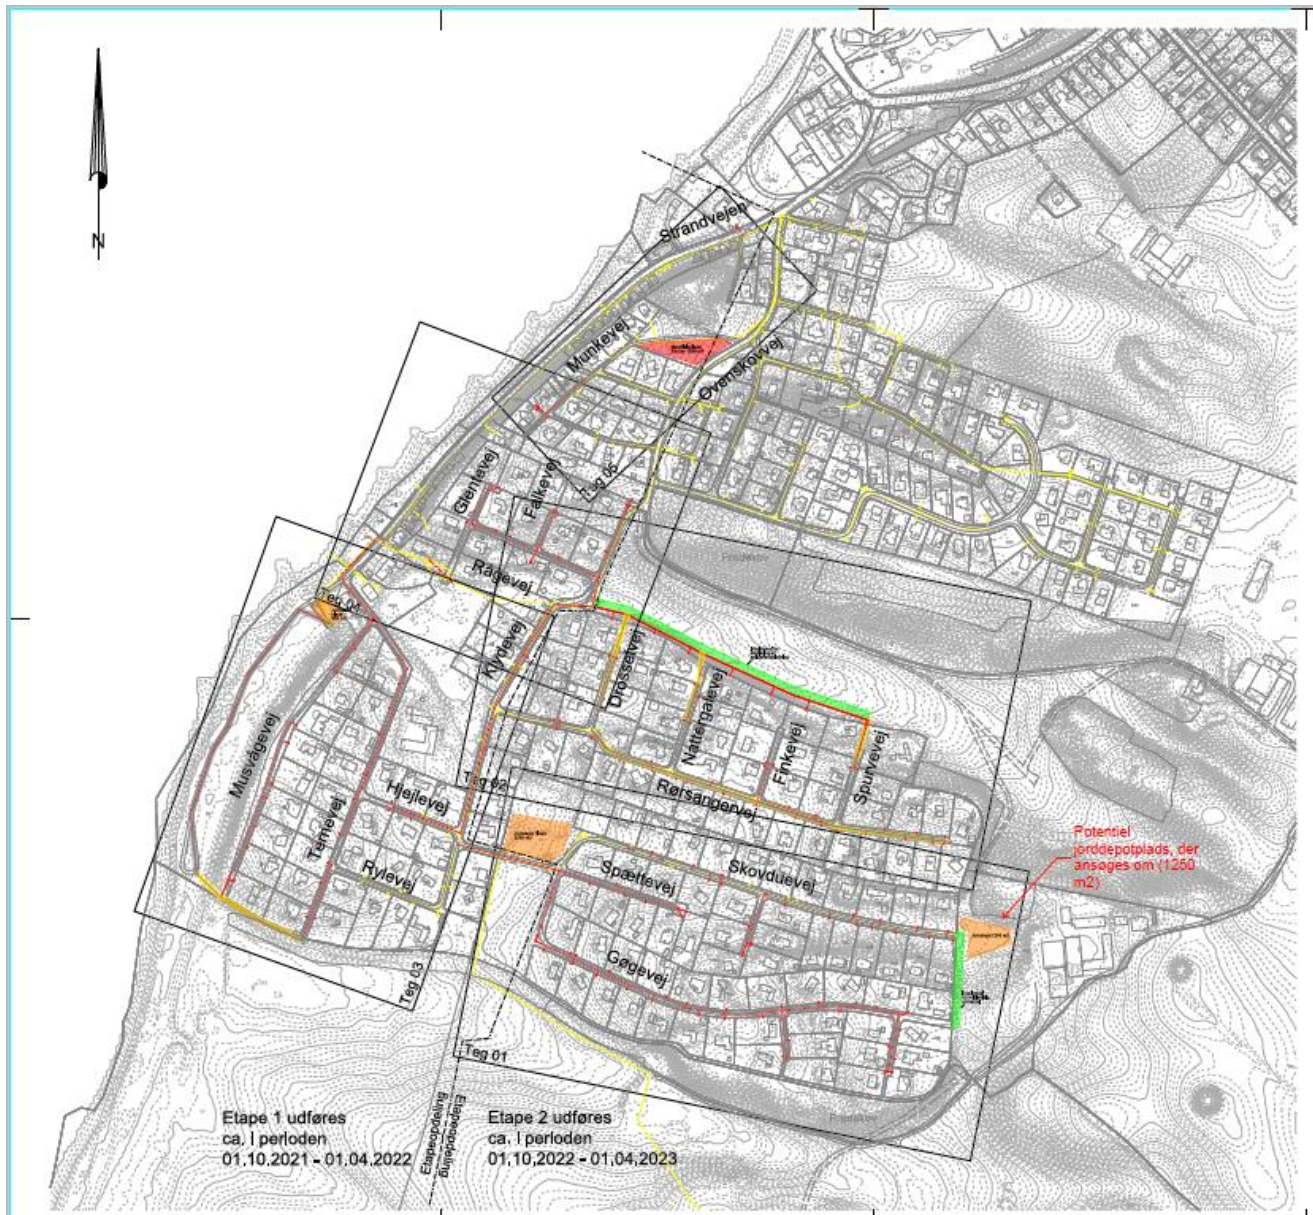 N
Strandvejen
Munkevej
Ovenskovvej
Glentevej
Falkevej
Teg 05
Rågevej
Teg 04
Klydevej
Drosselvej
Nattergalevej
Finkevej
Spurvevej
Musvågevej
Teg 02
Rørsangervej
Hjejlevej
Ternevej
Potentiel
jorddepotplads, der
ansøges om (1250
m2)
Skovduevej
Spættevej
Rylevej
Gøgevej
Teg 03
Teg 01
Etape 1 udføres
ca. I perioden
01.10.2021 - 01.04.2022
Etapeopdeling
Etapeopdeling
Etape 2 udføres
ca. I perioden
01.10.2022 - 01.04.2023